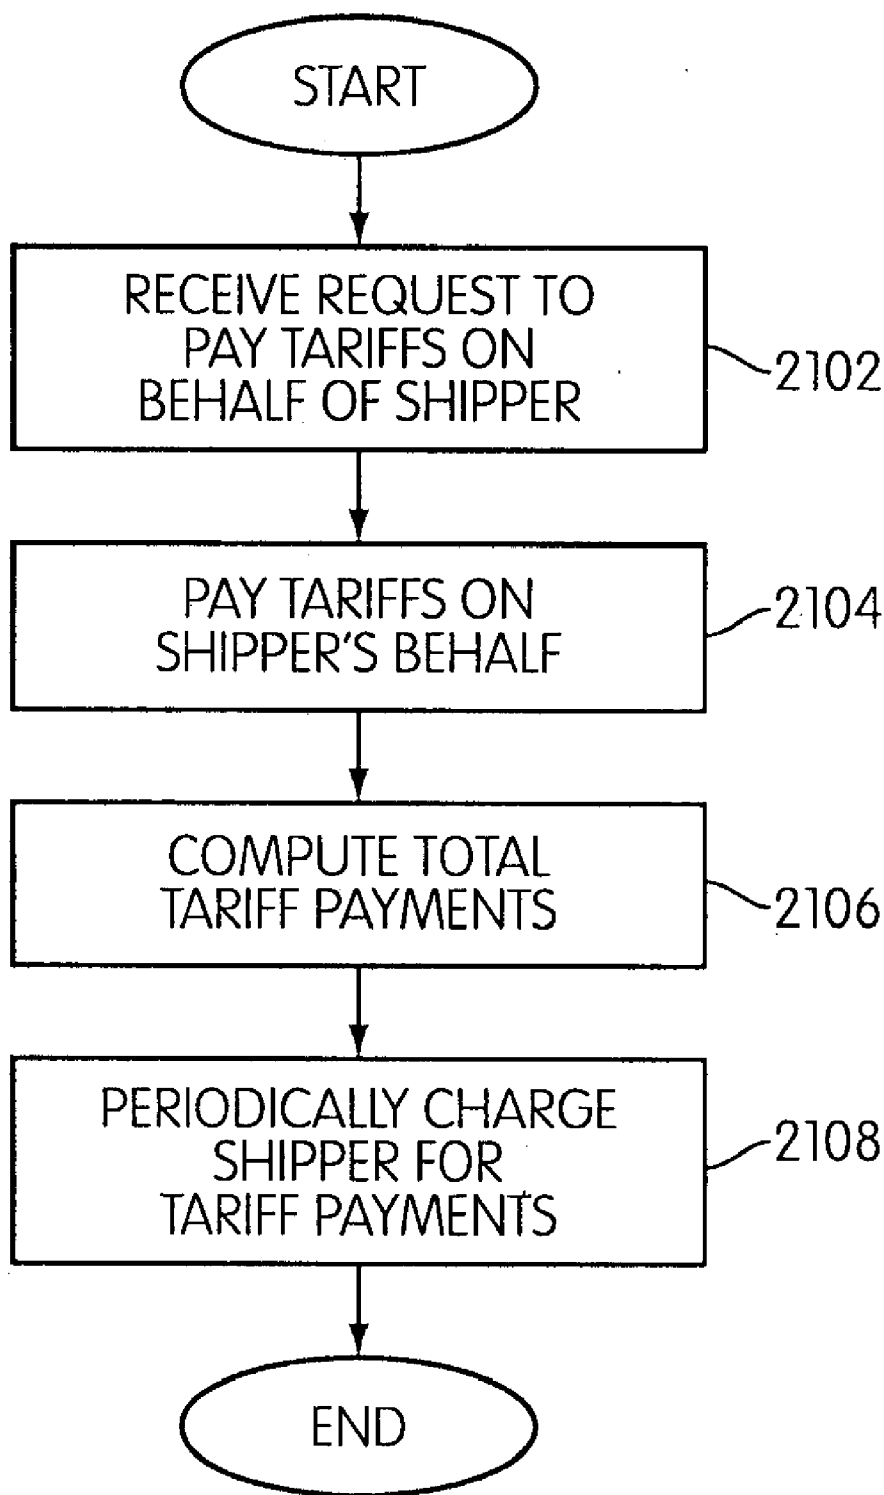 START
RECEIVE REQUEST TO
PAY TARIFFS ON
BEHALF OF SHIPPER
2102
PAY TARIFFS ON
SHIPPER'S BEHALF
2104
COMPUTE TOTAL
TARIFF PAYMENTS
2106
PERIODICALLY CHARGE
SHIPPER FOR
TARIFF PAYMENTS
2108
END